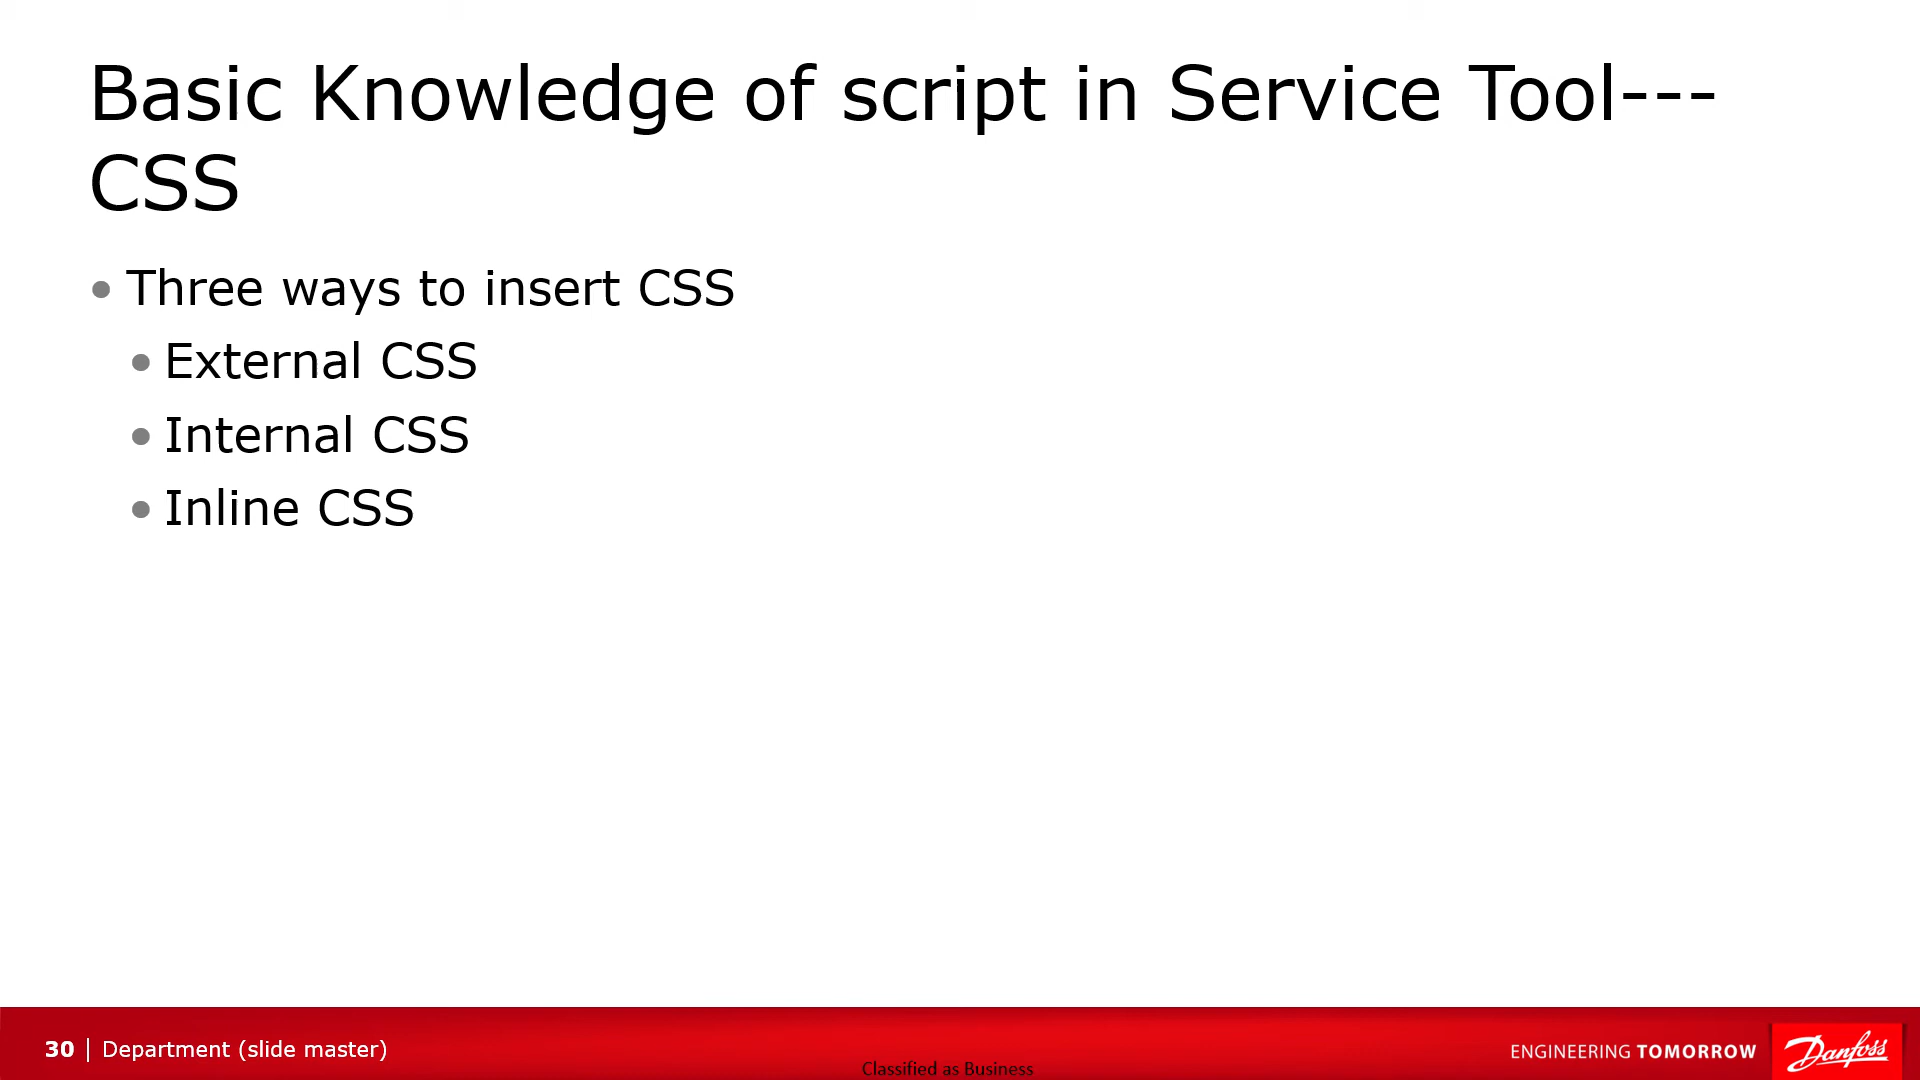 Basic Knowledge of script in Service Tool---
CSS
• Three ways to insert CSS
• External CSS
• Internal CSS
• Inline CSS
30 | Department (slide master)
Classified as Business
ENGINEERING TOMORROW
Danfoss